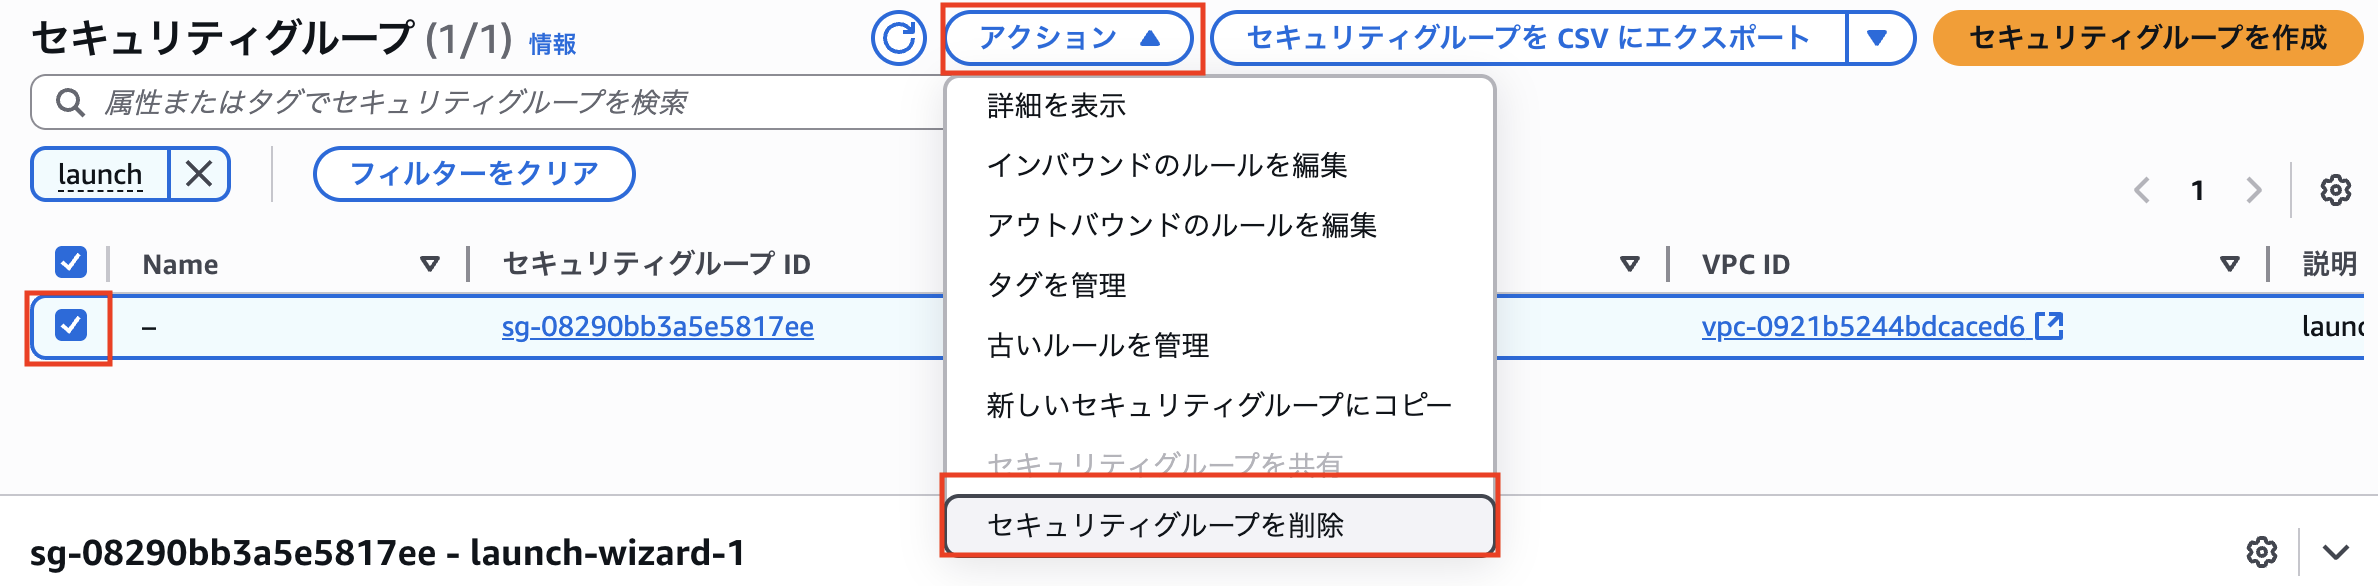 セキュリティグループ (1/1) 情報
アクション
セキュリティグループを CSV にエクスポート
セキュリティグループを作成
属性またはタグでセキュリティグループを検索
launch
フィルターをクリア
1
Name
セキュリティグループ ID
VPC ID
説明
–
sg-08290bb3a5e5817ee
vpc-0921b5244bdcaced6
launc
詳細を表示
インバウンドのルールを編集
アウトバウンドのルールを編集
タグを管理
古いルールを管理
新しいセキュリティグループにコピー
セキュリティグループを共有
セキュリティグループを削除
sg-08290bb3a5e5817ee - launch-wizard-1